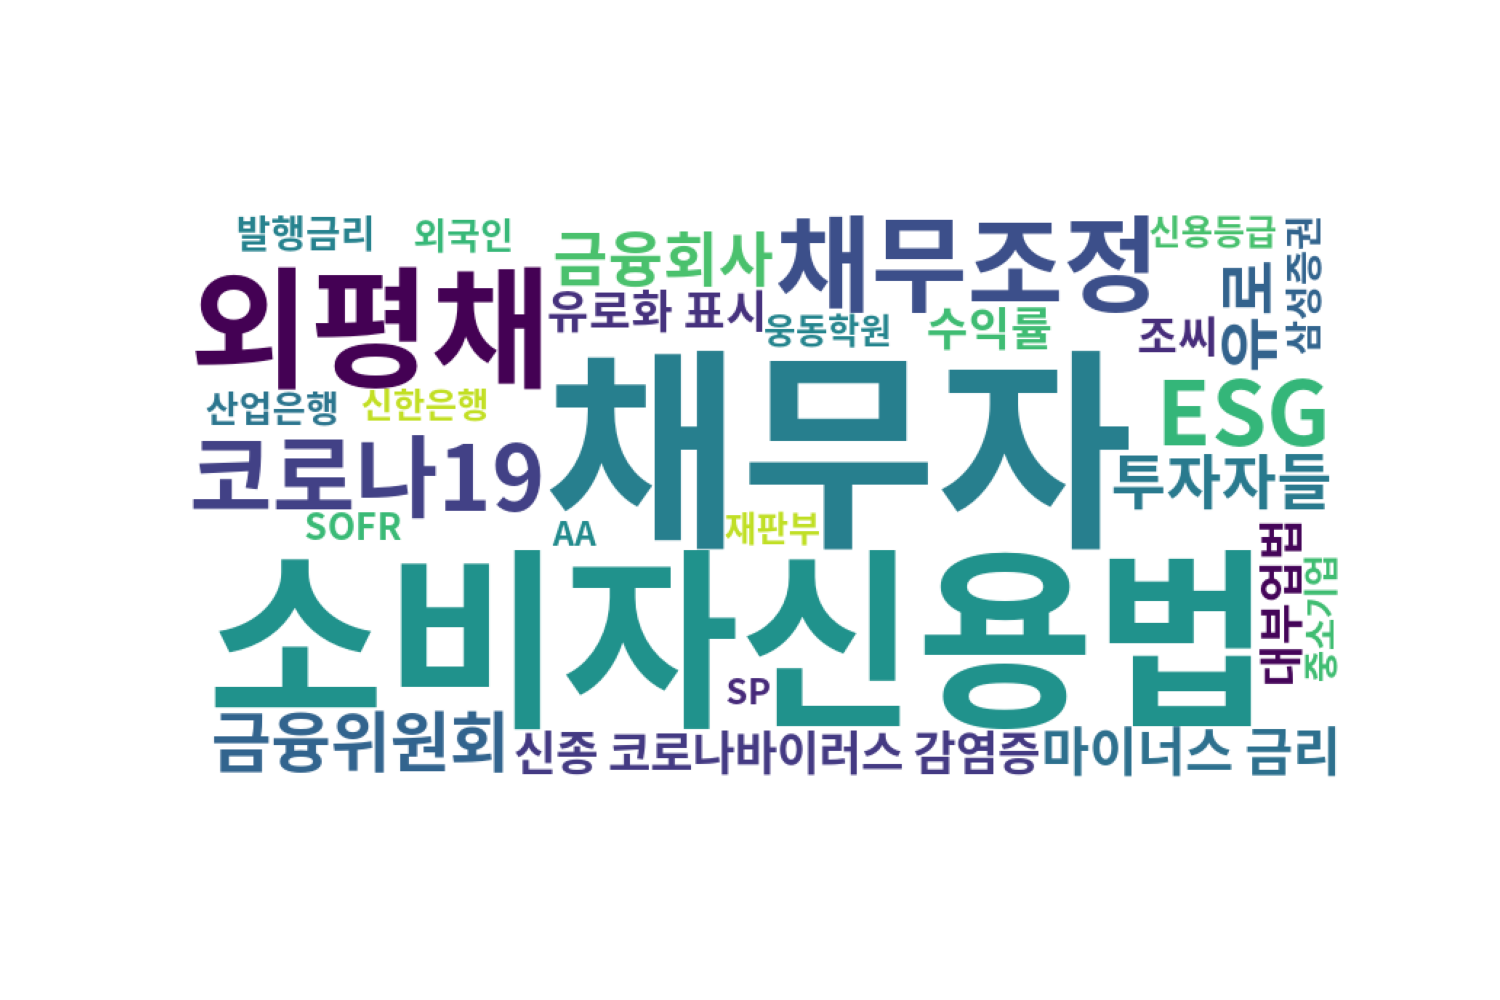 발행금리
외국인
금융회사
채무조정
신용등급
삼성증권
외평채
유로화 표시
웅동학원
수익률
조씨
유로
산업은행
신한은행
채무자
ESG
코로나19
투자자들
SOFR
AA
재판부
소비자신용법
대부업법
중소기업
SP
금융위원회
신종 코로나바이러스 감염증
마이너스 금리